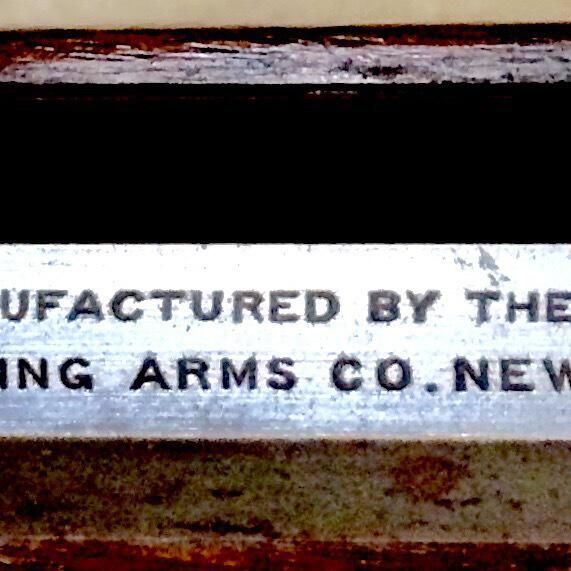 UFACTURED BY THE
ING ARMS CO. NEW